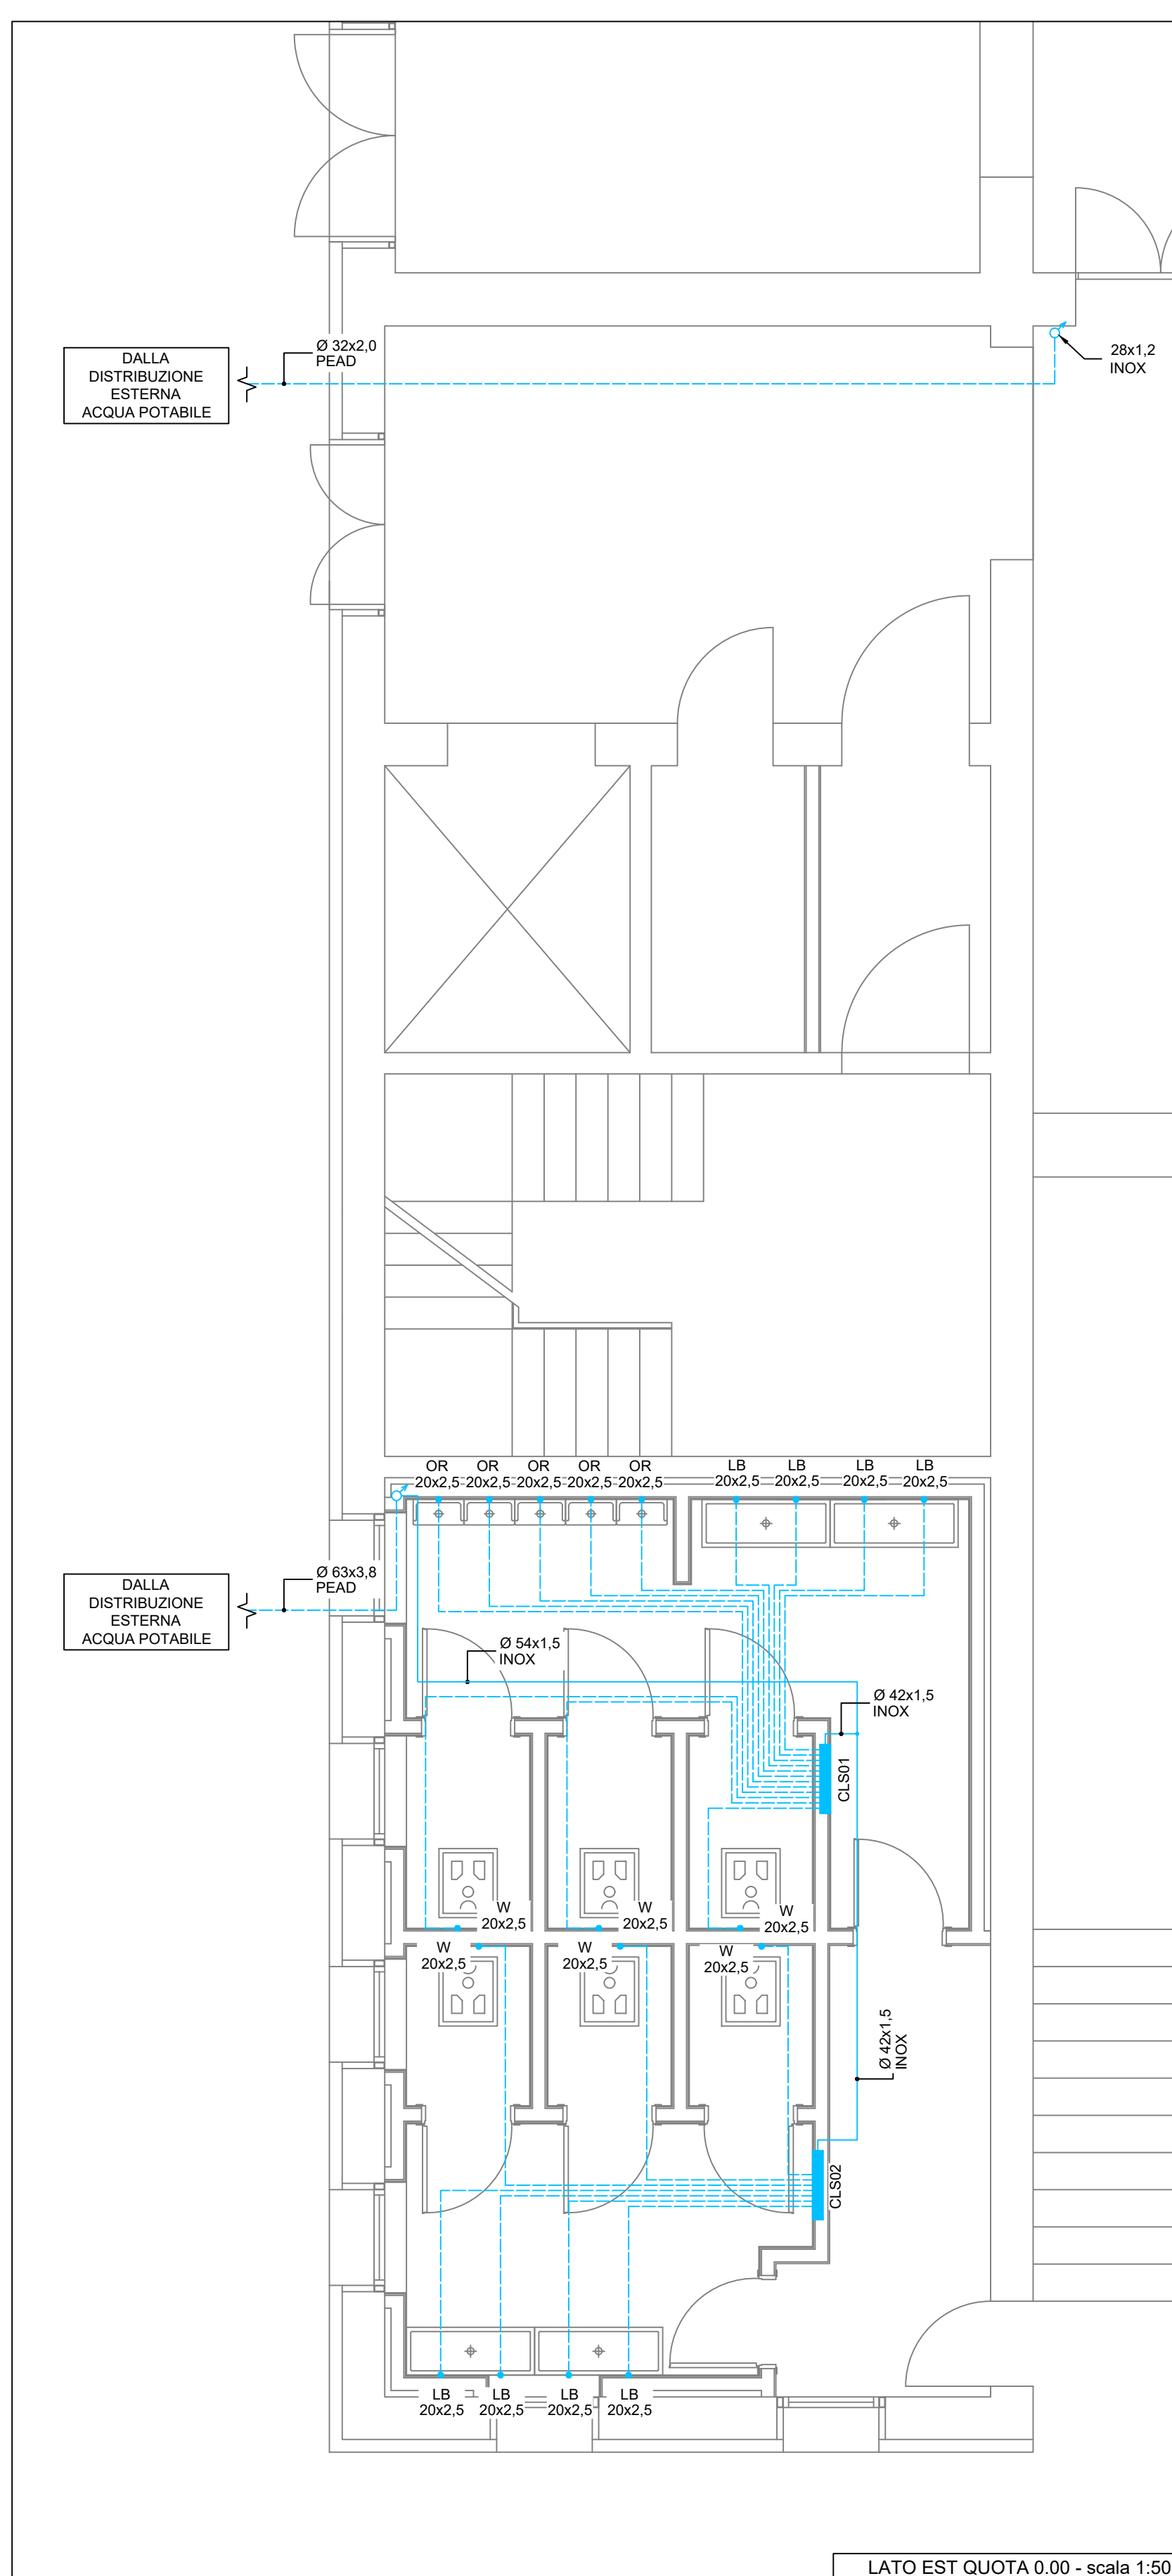 Ø 32x2,0
PEAD
DALLA
DISTRIBUZIONE
ESTERNA
ACQUA POTABILE
28x1,2
INOX
OR
20x2,5
OR
20x2,5
OR
20x2,5
OR
20x2,5
OR
20x2,5
LB
20x2,5
LB
20x2,5
LB
20x2,5
LB
20x2,5
Ø 63x3,8
PEAD
DALLA
DISTRIBUZIONE
ESTERNA
ACQUA POTABILE
Ø 54x1,5
INOX
Ø 42x1,5
INOX
CLS01
W
20x2,5
W
20x2,5
W
20x2,5
W
20x2,5
W
20x2,5
W
20x2,5
Ø 42x1,5
INOX
CLS02
LB
20x2,5
LB
20x2,5
LB
20x2,5
LB
20x2,5
LATO EST QUOTA 0.00 - scala 1:50